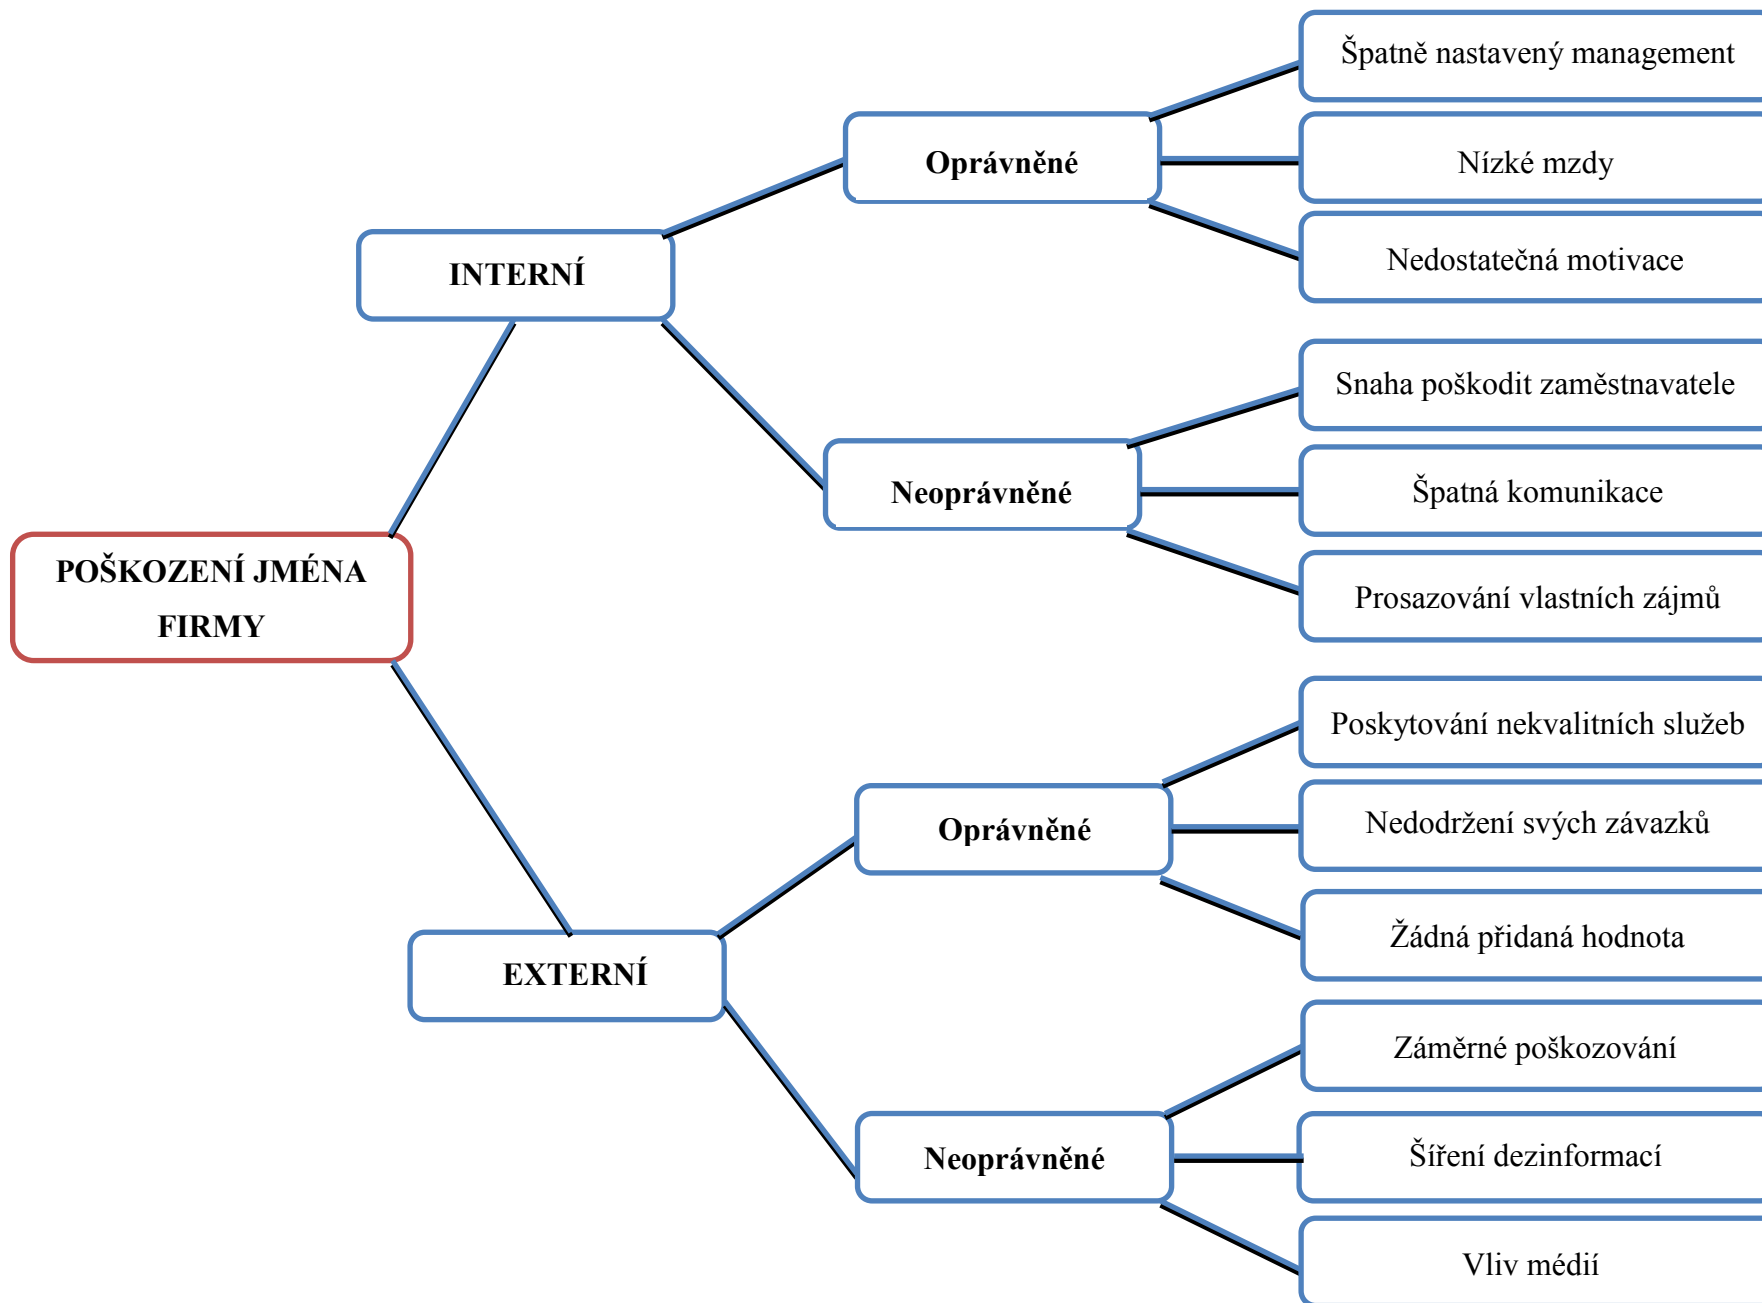 POŠKOZENÍ JMÉNA
FIRMY
INTERNÍ
Oprávněné
Špatně nastavený management
Nízké mzdy
Nedostatečná motivace
Neoprávněné
Snaha poškodit zaměstnavatele
Špatná komunikace
Prosazování vlastních zájmů
EXTERNÍ
Oprávněné
Poskytování nekvalitních služeb
Nedodržení svých závazků
Žádná přidaná hodnota
Neoprávněné
Záměrné poškozování
Šíření dezinformací
Vliv médií